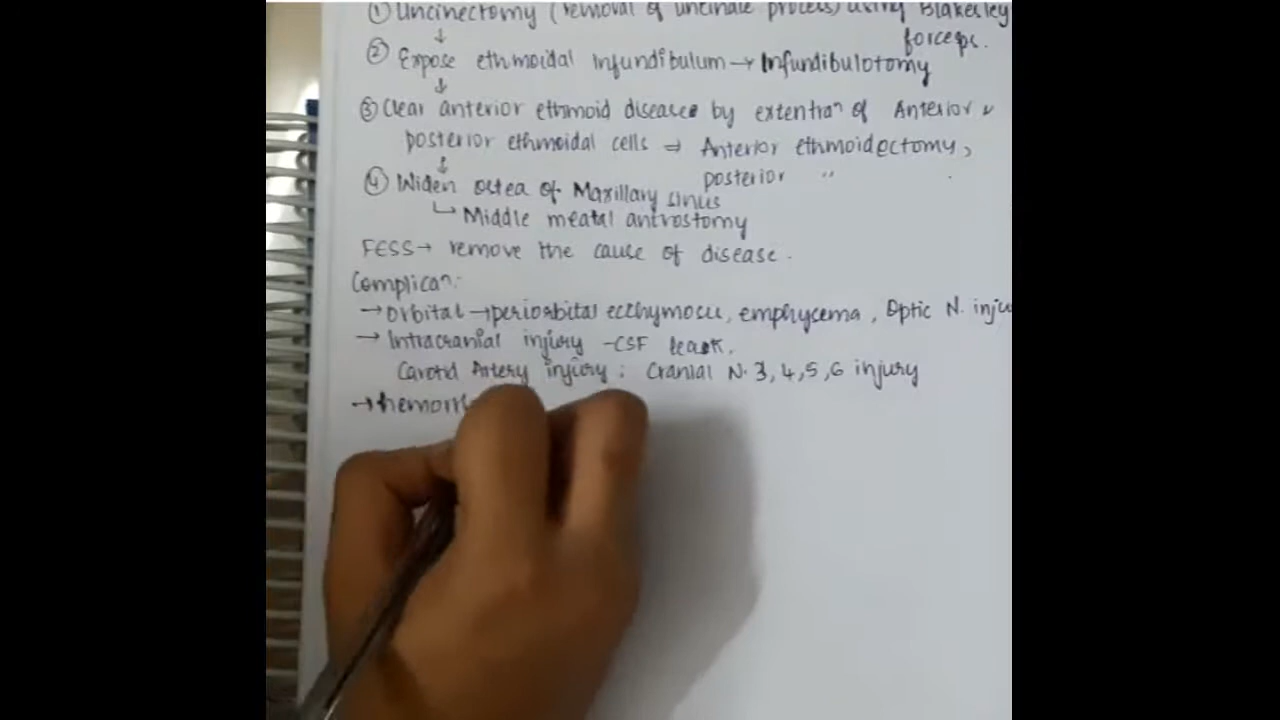 ① Uncinectomy (removal of uncinate process) using Blakesley
forceps.
② Expose ethmoidal Infundibulum → Infundibulotomy
③ Clear anterior ethmoid disease by extentraⁿ of Anterior &
posterior ethmoidal cells ⇒ Anterior ethmoidectomy,
posterior "
④ Widen ostea of Maxillary sinus
↳ Middle meatal antrostomy
FESS → remove the cause of disease.
Complicaⁿ:
→ Orbital → periorbital ecchymosis, emphycema, Optic N. inju
→ Intracranial injury - CSF leak.
Carotid Artery injury : Cranial N. 3, 4, 5, 6 injury
→ hemorr